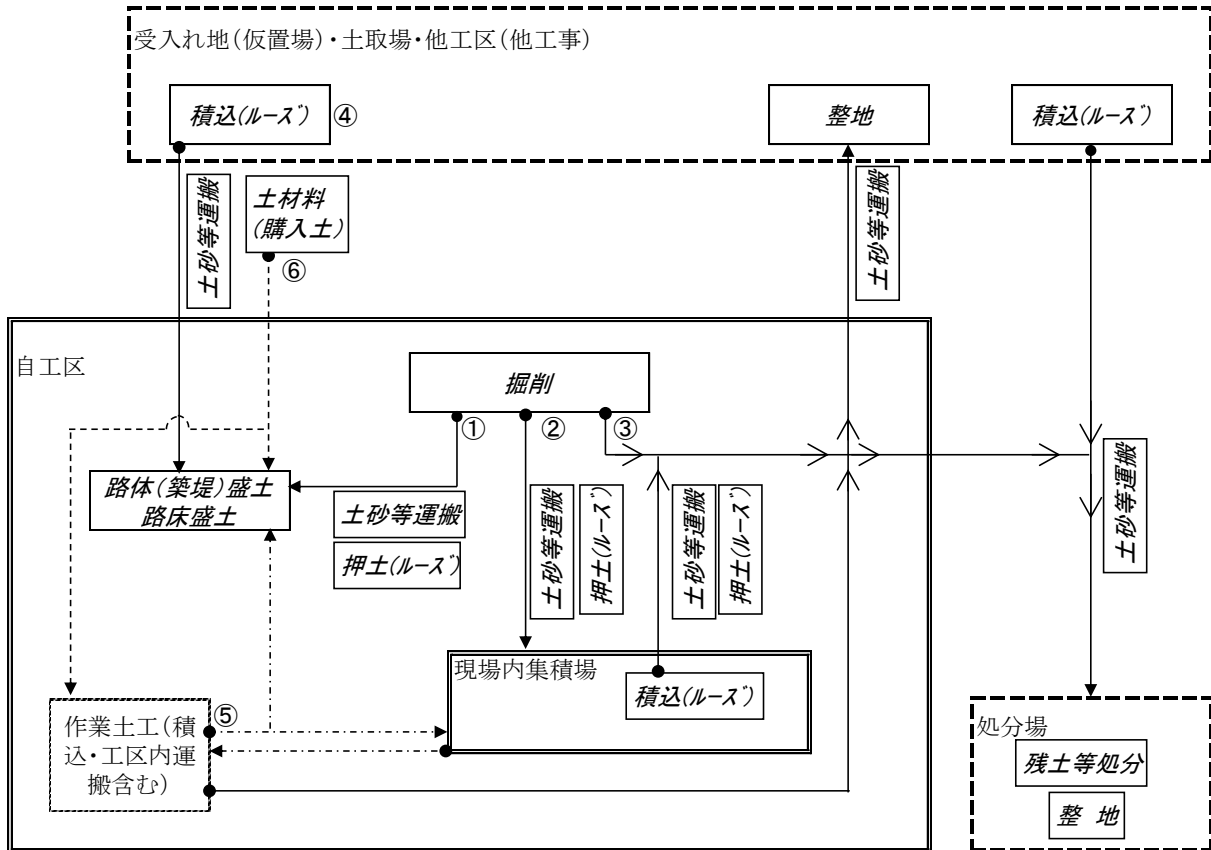 受入れ地(仮置場)・土取場・他工区(他工事)
積込(ルーズ)
④
整地
積込(ルーズ)
土砂等運搬
土材料
(購入土)
⑥
土砂等運搬
自工区
掘削
①
②
③
路体(築堤)盛土
路床盛土
土砂等運搬
押土(ルーズ)
土砂等運搬
押土(ルーズ)
土砂等運搬
押土(ルーズ)
土砂等運搬
現場内集積場
積込(ルーズ)
作業土工(積
込・工区内運
搬含む)
⑤
処分場
残土等処分
整 地